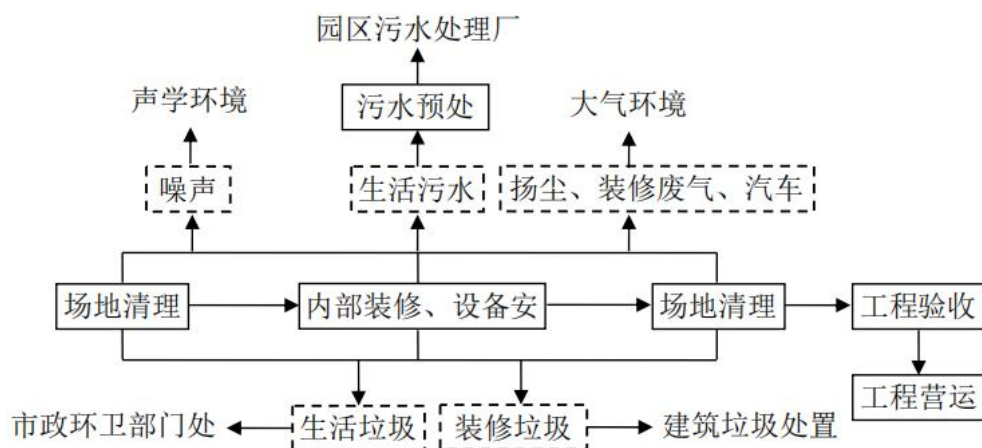 园区污水处理厂
声学环境
污水预处
大气环境
噪声
生活污水
扬尘、装修废气、汽车
场地清理
内部装修、设备安
场地清理
工程验收
工程营运
市政环卫部门处
生活垃圾
装修垃圾
建筑垃圾处置